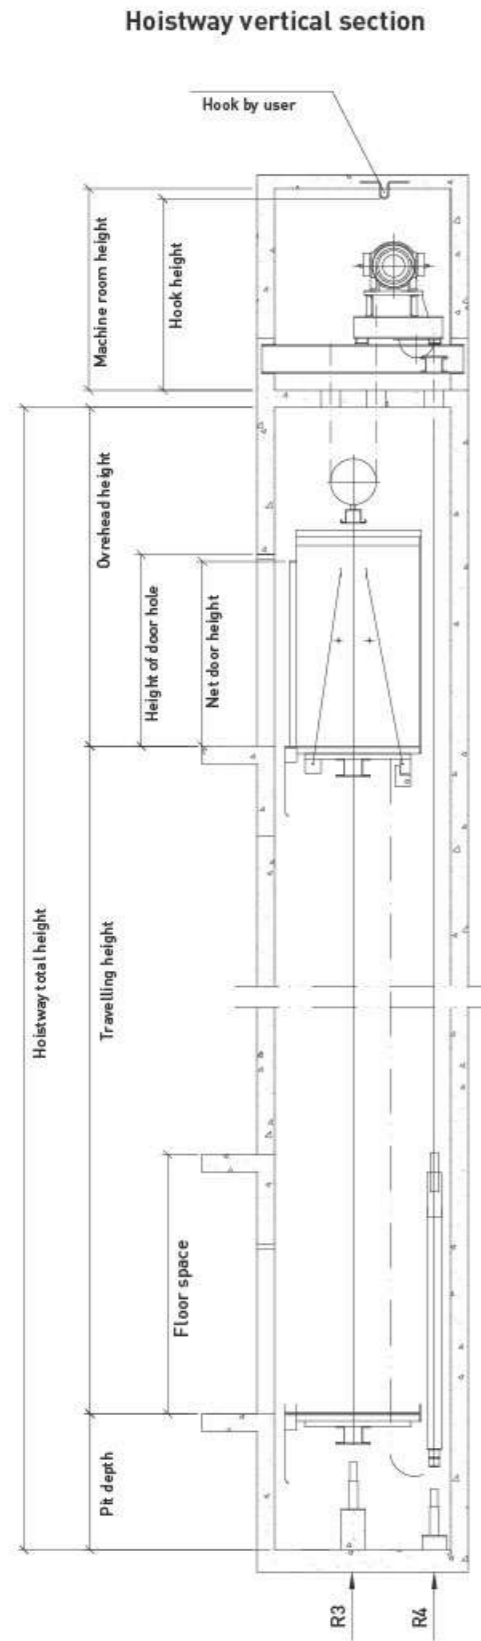 Hoistway vertical section
Hook by user
Machine room height
Hook height
Ovrehead height
Height of door hole
Net door height
Hoistway total height
Travelling height
Floor space
Pit depth
R3
R4